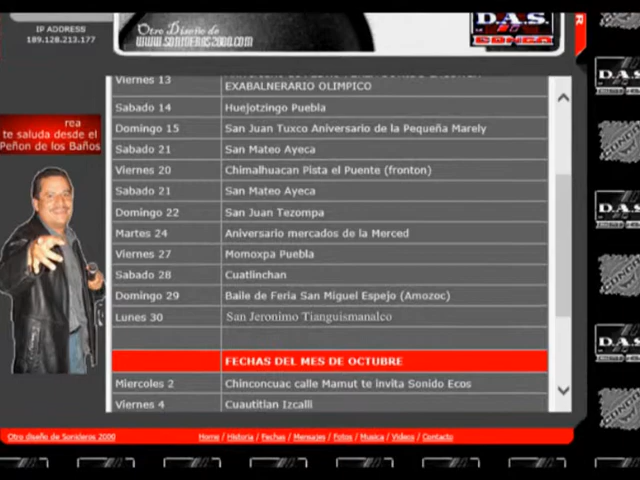 IP ADDRESS
189.128.213.177
Otro Diseño de
WWW.SONIDEROS2000.COM
D.A.S.
CONGA
rea
te saluda desde el
Peñon de los Baños
Viernes 13
EXABALNERARIO OLIMPICO
Sabado 14 Huejotzingo Puebla
Domingo 15 San Juan Tuxco Aniversario de la Pequeña Marely
Sabado 21 San Mateo Ayeca
Viernes 20 Chimalhuacan Pista el Puente (fronton)
Sabado 21 San Mateo Ayeca
Domingo 22 San Juan Tezompa
Martes 24 Aniversario mercados de la Merced
Viernes 27 Momoxpa Puebla
Sabado 28 Cuatlinchan
Domingo 29 Baile de Feria San Miguel Espejo (Amozoc)
Lunes 30 San Jeronimo Tianguismanalco
FECHAS DEL MES DE OCTUBRE
Miercoles 2 Chinconcuac calle Mamut te invita Sonido Ecos
Viernes 4 Cuautitlan Izcalli
Otro diseño de Sonideros 2000
Home / Historia / Fechas / Mensajes / Fotos / Musica / Videos / Contacto
D.A.S.
D.A.S.
D.A.S.